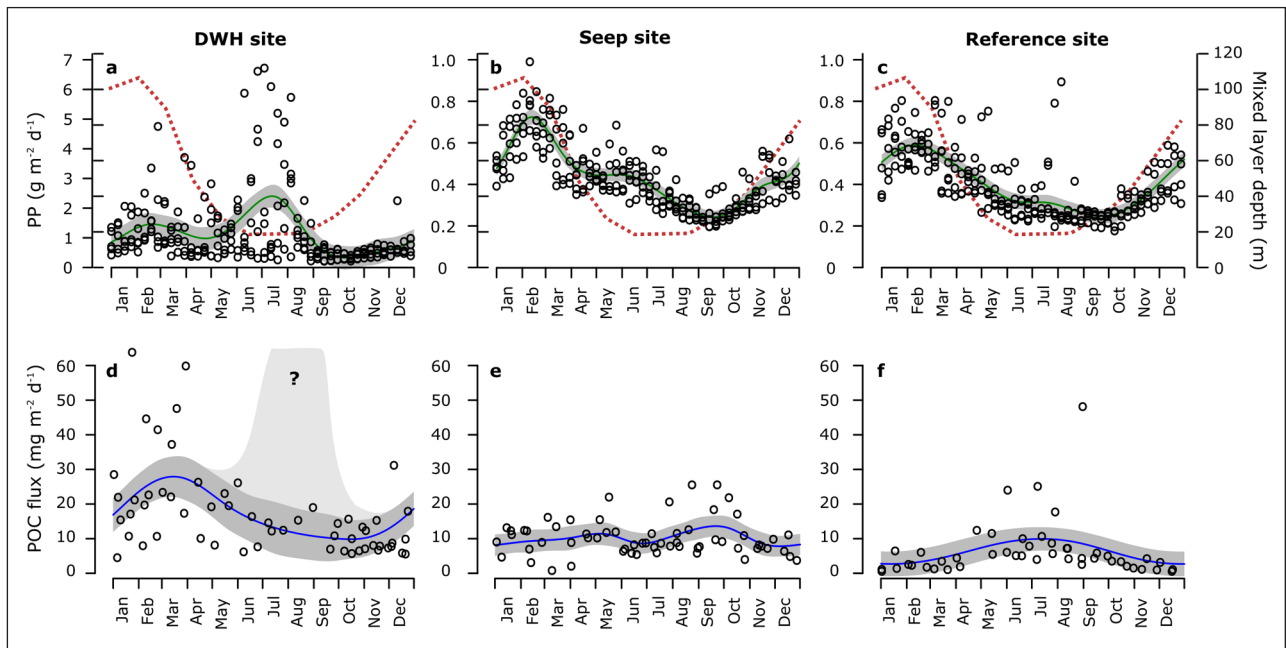 DWH site
Seep site
Reference site
a
b
c
PP (g m⁻² d⁻¹)
7
6
5
4
3
2
1
0
1.0
0.8
0.6
0.4
0.2
0
1.0
0.8
0.6
0.4
0.2
0
120
100
80
60
40
20
0
Mixed layer depth (m)
Jan Feb Mar Apr May Jun Jul Aug Sep Oct Nov Dec
Jan Feb Mar Apr May Jun Jul Aug Sep Oct Nov Dec
Jan Feb Mar Apr May Jun Jul Aug Sep Oct Nov Dec
d
?
e
f
POC flux (mg m⁻² d⁻¹)
60
50
40
30
20
10
0
60
50
40
30
20
10
0
60
50
40
30
20
10
0
Jan Feb Mar Apr May Jun Jul Aug Sep Oct Nov Dec
Jan Feb Mar Apr May Jun Jul Aug Sep Oct Nov Dec
Jan Feb Mar Apr May Jun Jul Aug Sep Oct Nov Dec